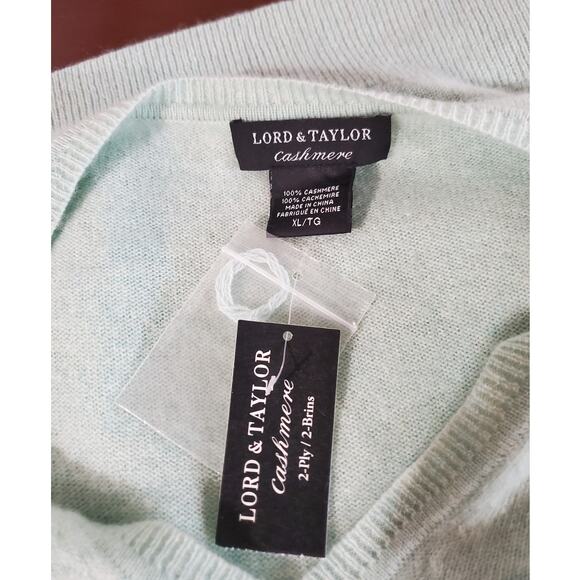 LORD & TAYLOR
cashmere
100% CASHMERE
100% CACHEMIRE
MADE IN CHINA
FABRIQUÉ EN CHINE
XL/TG
LORD & TAYLOR
cashmere
2-Ply / 2-Brins